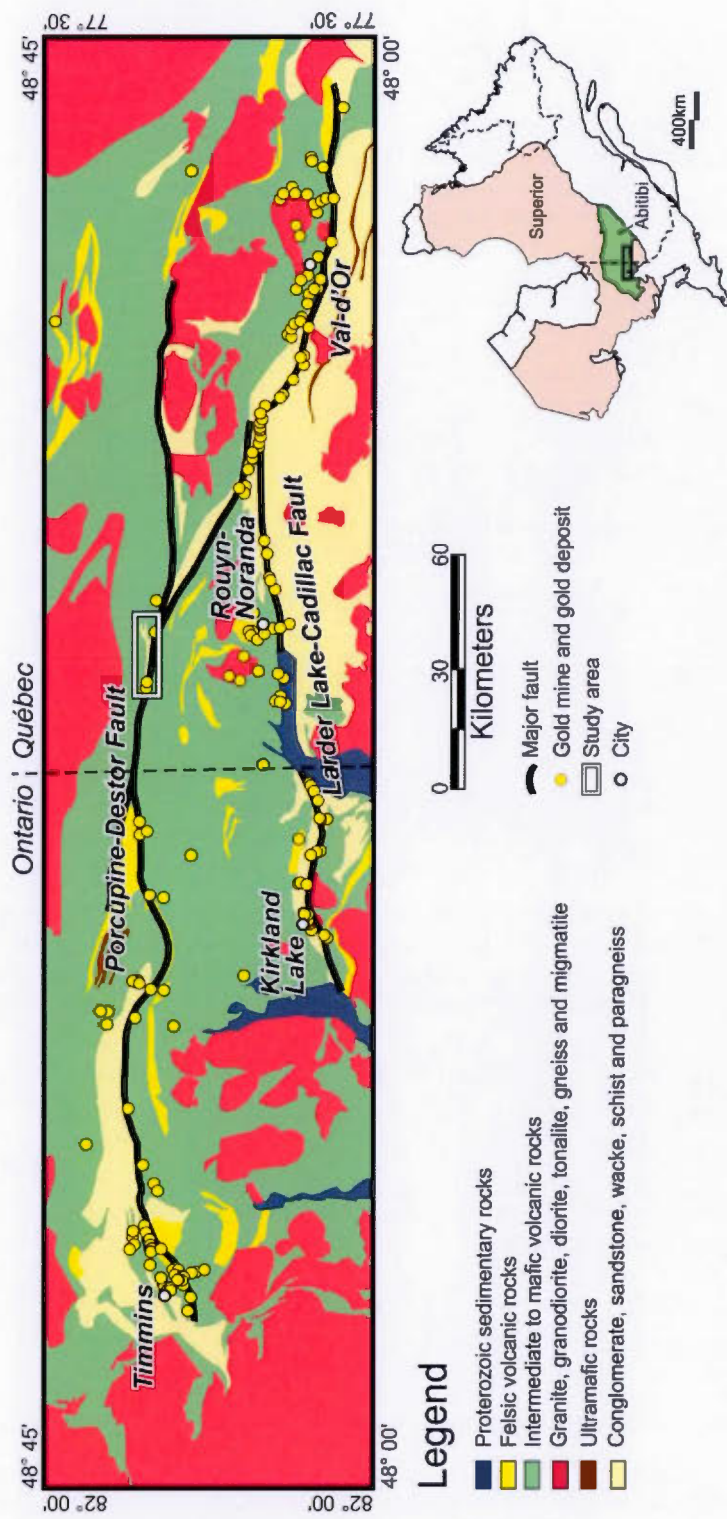 Ontario Québec
48° 45'
48° 45'
82° 00'
77° 30'
Porcupine-Destor Fault
Timmins
Kirkland
Lake
Rouyn-
Noranda
Larder Lake-Cadillac Fault
Val-d'Or
82° 00'
77° 30'
48° 00'
48° 00'
Legend
Proterozoic sedimentary rocks
Felsic volcanic rocks
Intermediate to mafic volcanic rocks
Granite, granodiorite, diorite, tonalite, gneiss and migmatite
Ultramafic rocks
Conglomerate, sandstone, wacke, schist and paragneiss
0 30 60
Kilometers
Major fault
Gold mine and gold deposit
Study area
City
Superior
Abitibi
400km